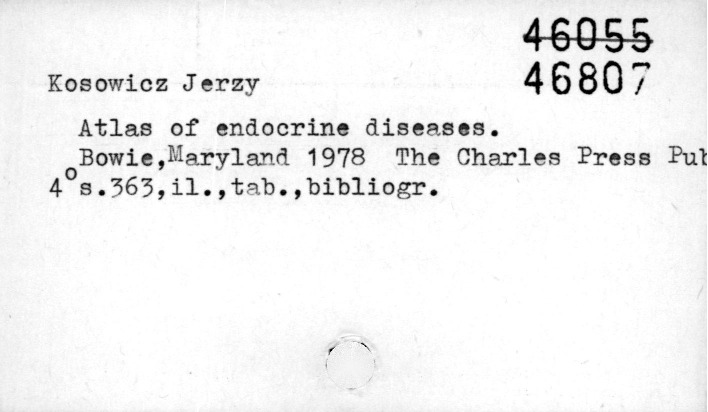 46055
46807
Kosowicz Jerzy
Atlas of endocrine diseases.
Bowie,Maryland 1978 The Charles Press Pub
4° s.363,il.,tab.,bibliogr.